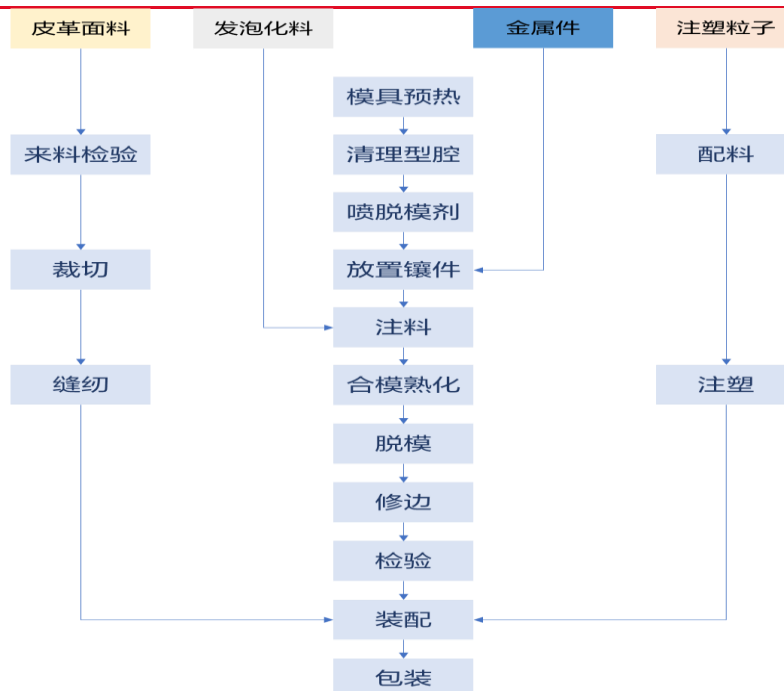 皮革面料
发泡化料
金属件
注塑粒子
模具预热
来料检验
清理型腔
配料
喷脱模剂
裁切
放置镶件
注料
缝纫
合模熟化
注塑
脱模
修边
检验
装配
包装